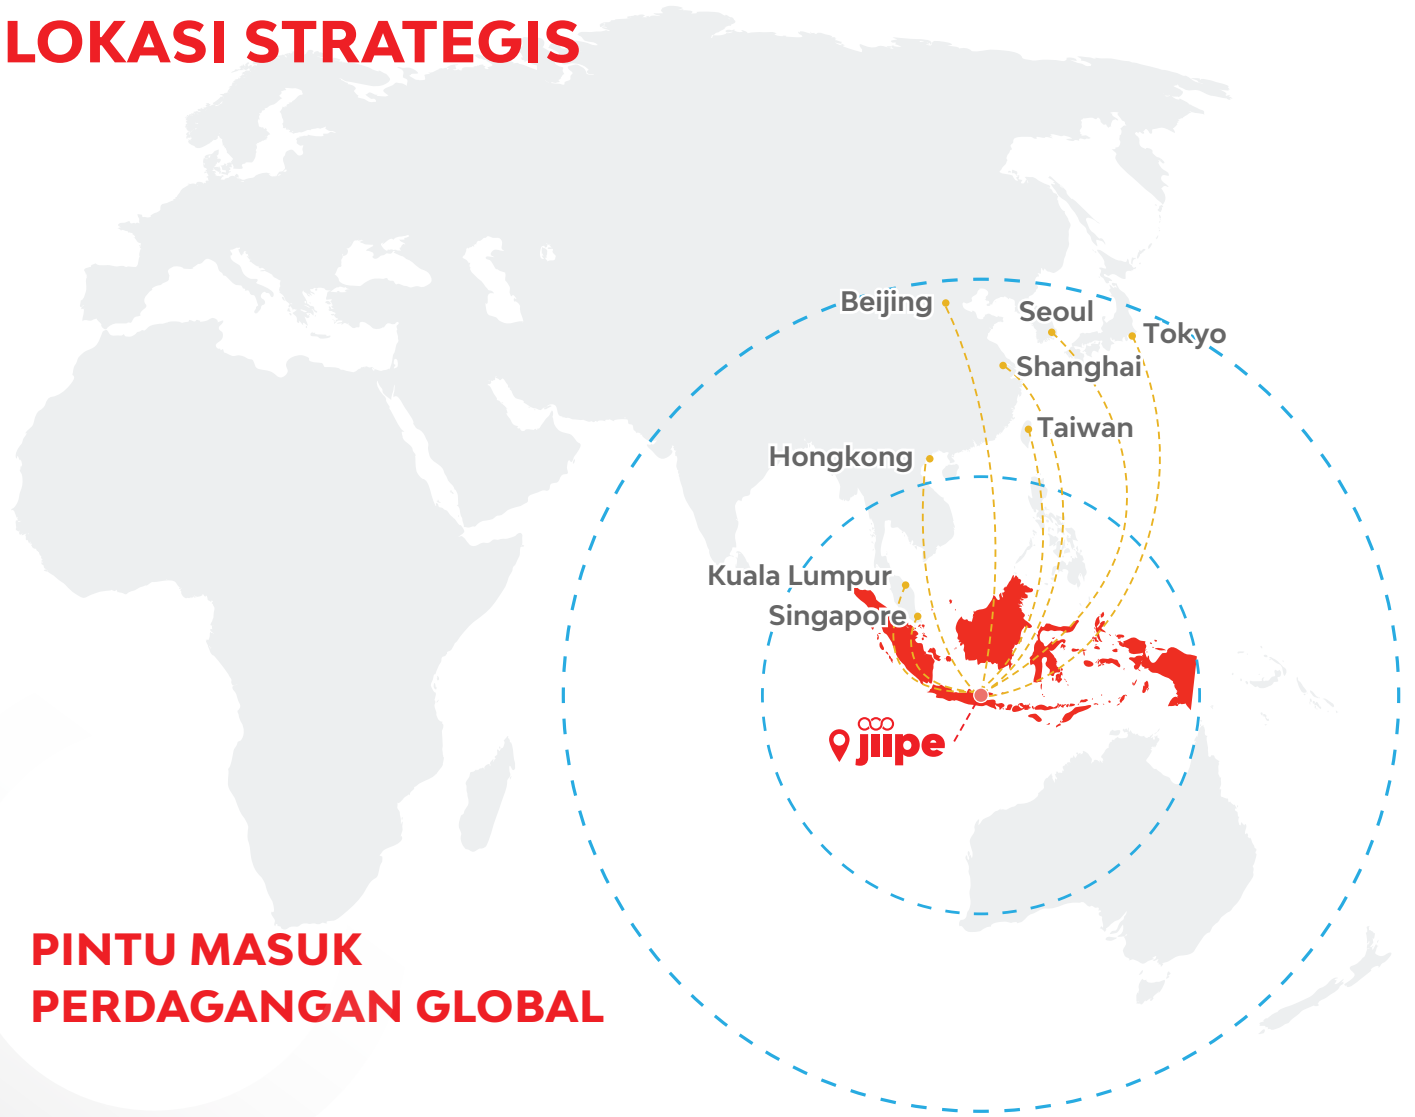 LOKASI STRATEGIS
Beijing
Seoul
Tokyo
Shanghai
Taiwan
Hongkong
Kuala Lumpur
Singapore
jiipe
PINTU MASUK
PERDAGANGAN GLOBAL